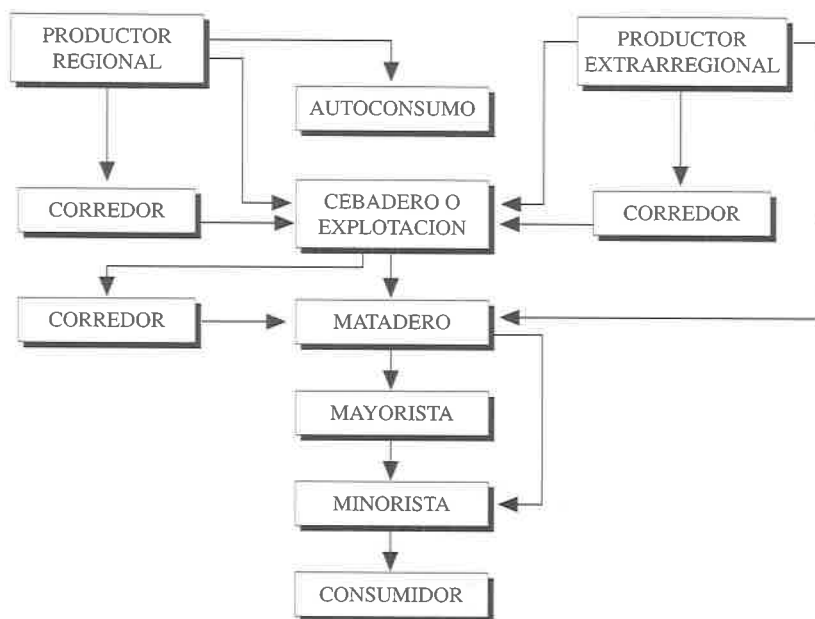 PRODUCTOR
REGIONAL
PRODUCTOR
EXTRARREGIONAL
AUTOCONSUMO
CORREDOR
CEBADERO O
EXPLOTACION
CORREDOR
CORREDOR
MATADERO
MAYORISTA
MINORISTA
CONSUMIDOR